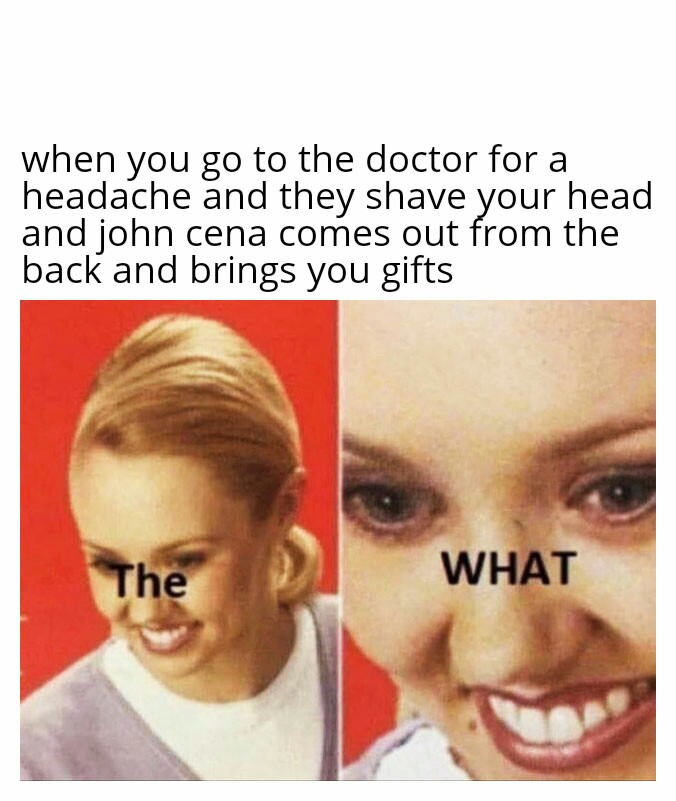 when you go to the doctor for a
headache and they shave your head
and john cena comes out from the
back and brings you gifts
The
WHAT